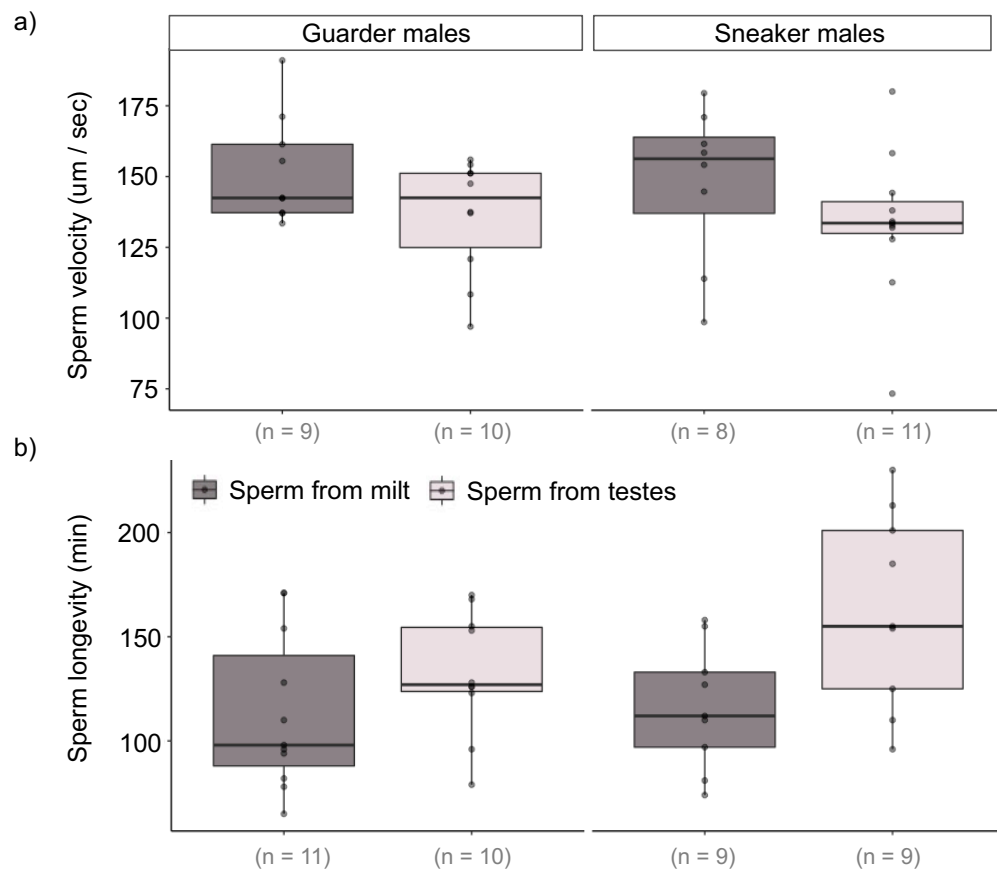 a)
Guarder males
Sneaker males
Sperm velocity (um / sec)
175
150
125
100
75
(n = 9)
(n = 10)
(n = 8)
(n = 11)
b)
Sperm from milt
Sperm from testes
Sperm longevity (min)
200
150
100
(n = 11)
(n = 10)
(n = 9)
(n = 9)